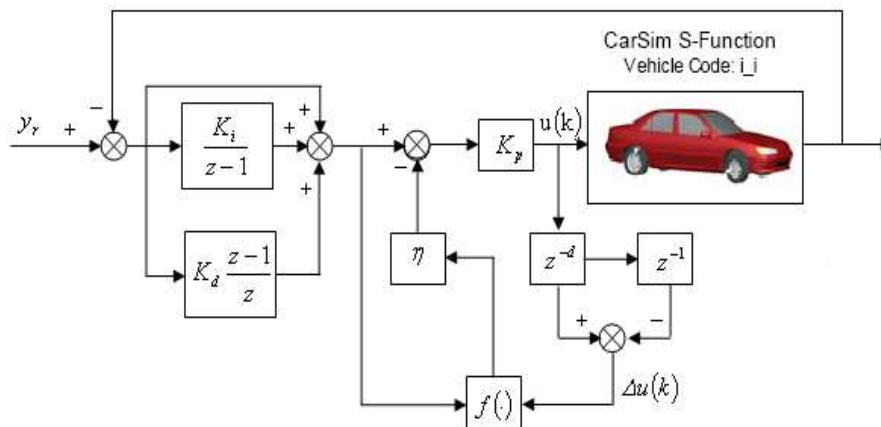 CarSim S-Function
Vehicle Code: i_i
−
y_r
+
K_i
z−1
+
+
+
+
−
K_p
u(k)
K_d z−1
z
η
z^{-d}
z^{-1}
+
−
f(·)
Δu(k)